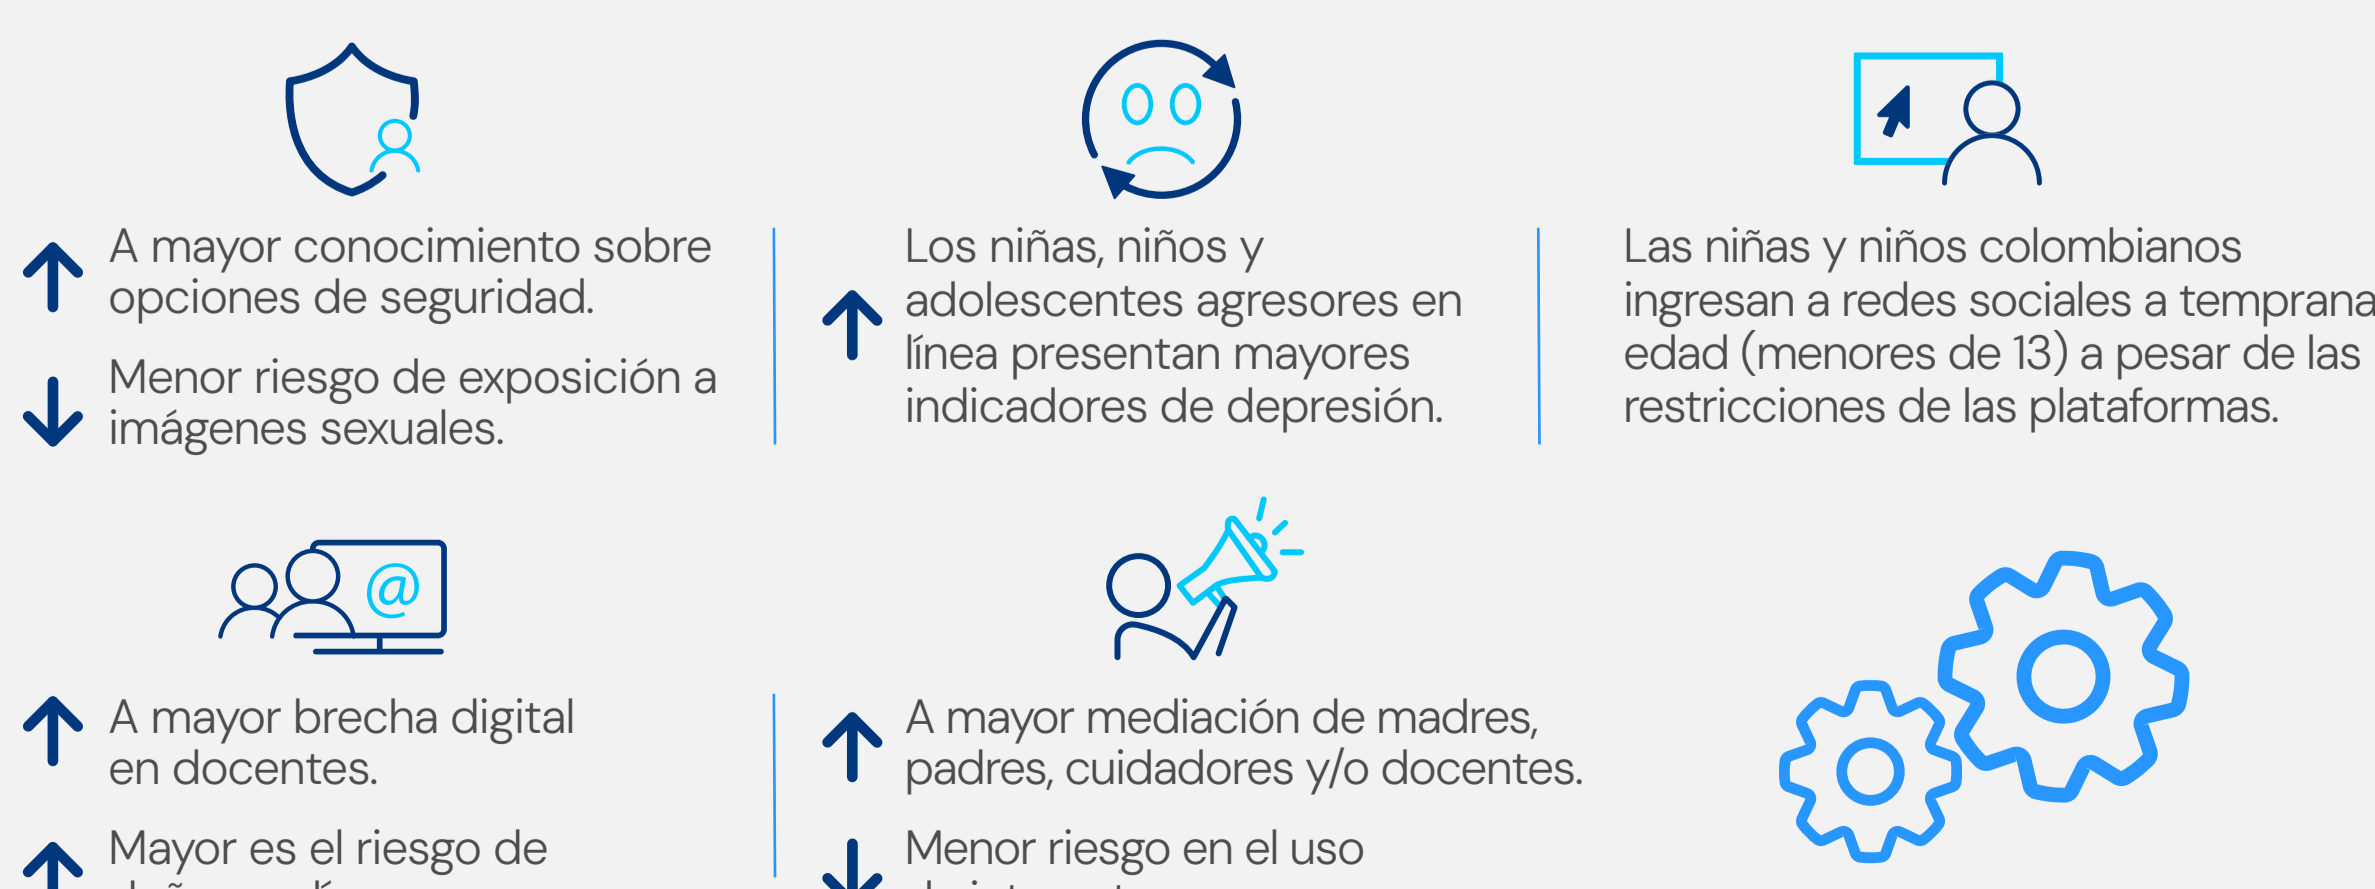 A mayor conocimiento sobre
opciones de seguridad.
Menor riesgo de exposición a
imágenes sexuales.
Los niñas, niños y
adolescentes agresores en
línea presentan mayores
indicadores de depresión.
Las niñas y niños colombianos
ingresan a redes sociales a temprana
edad (menores de 13) a pesar de las
restricciones de las plataformas.
@
A mayor brecha digital
en docentes.
Mayor es el riesgo de
A mayor mediación de madres,
padres, cuidadores y/o docentes.
Menor riesgo en el uso